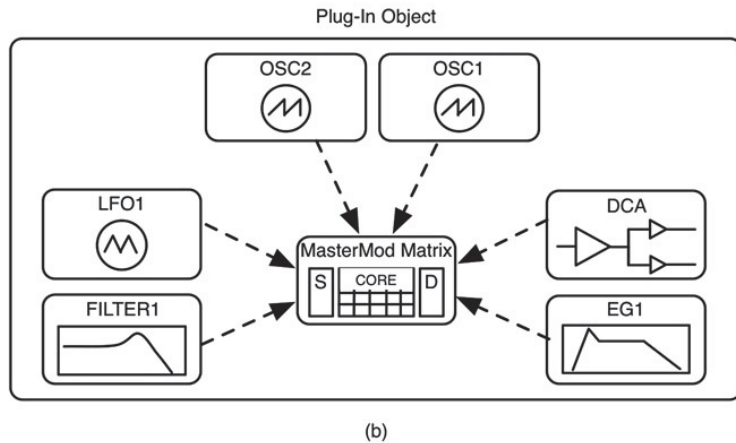 Plug-In Object
OSC2
OSC1
LFO1
DCA
MasterMod Matrix
S
CORE
D
FILTER1
EG1
(b)